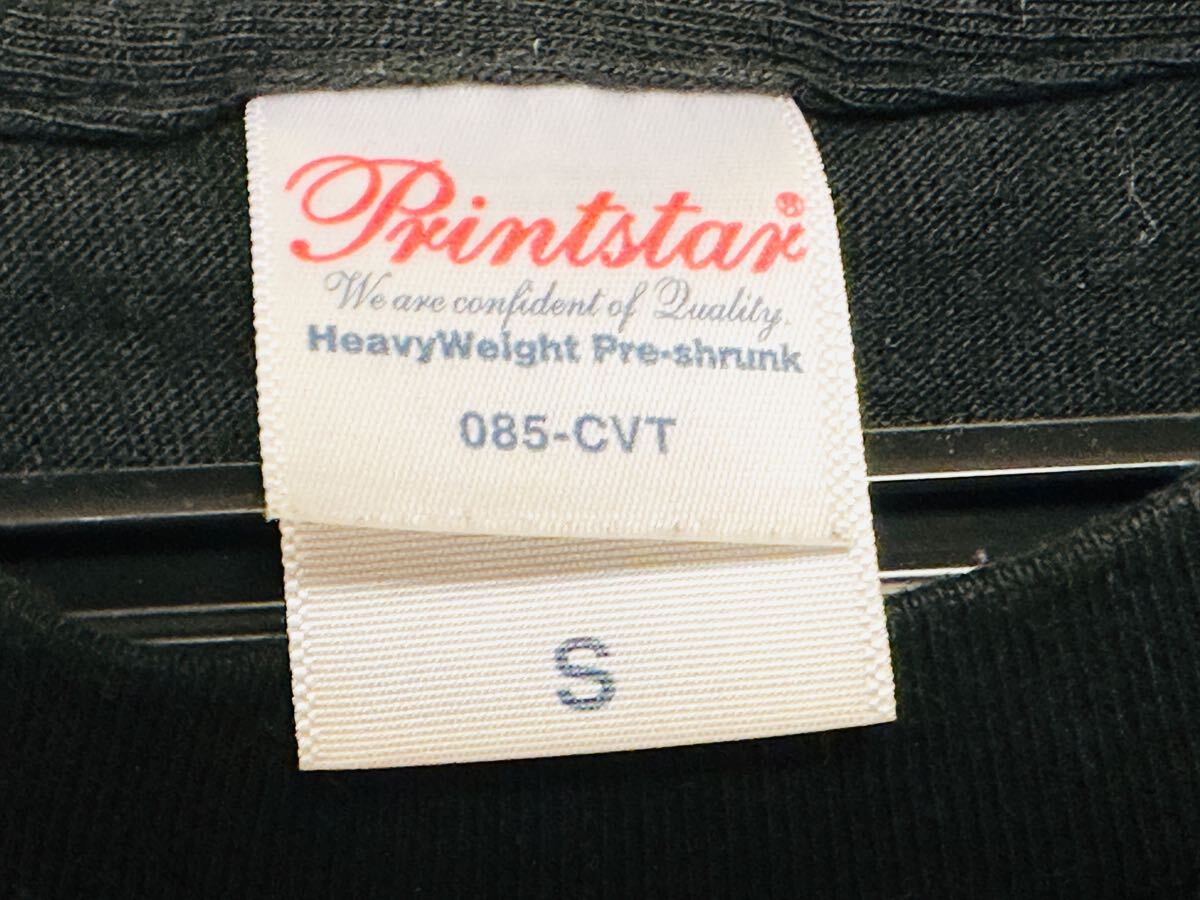 Printstar®
We are confident of Quality.
HeavyWeight Pre-shrunk
085-CVT
S